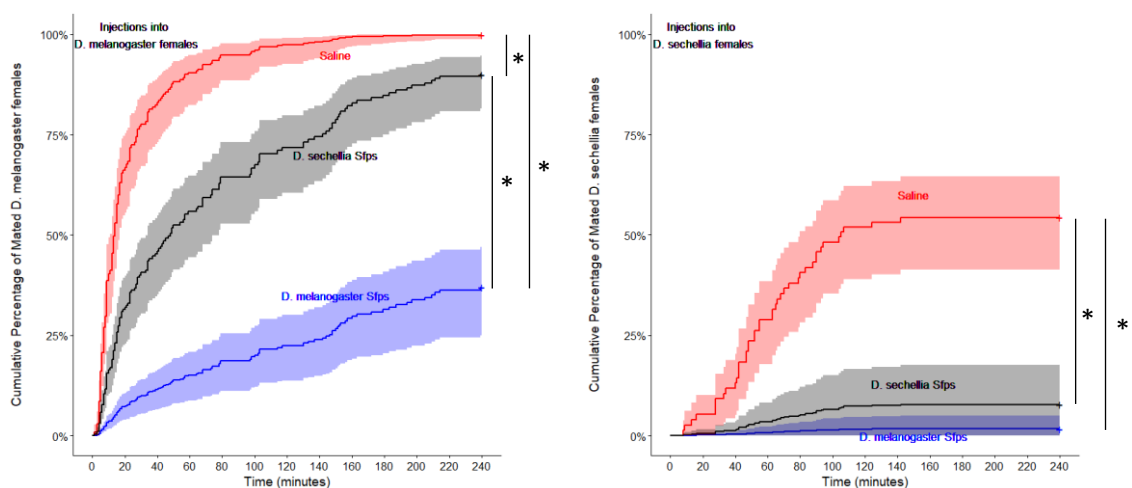 Injections into
D. melanogaster females
Saline
D. sechellia Sfps
D. melanogaster Sfps
*
*
*
100%
75%
50%
25%
0%
0 20 40 60 80 100 120 140 160 180 200 220 240
Time (minutes)
Cumulative Percentage of Mated D. melanogaster females
Injections into
D. sechellia females
Saline
D. sechellia Sfps
D. melanogaster Sfps
*
*
100%
75%
50%
25%
0%
0 20 40 60 80 100 120 140 160 180 200 220 240
Time (minutes)
Cumulative Percentage of Mated D. sechellia females